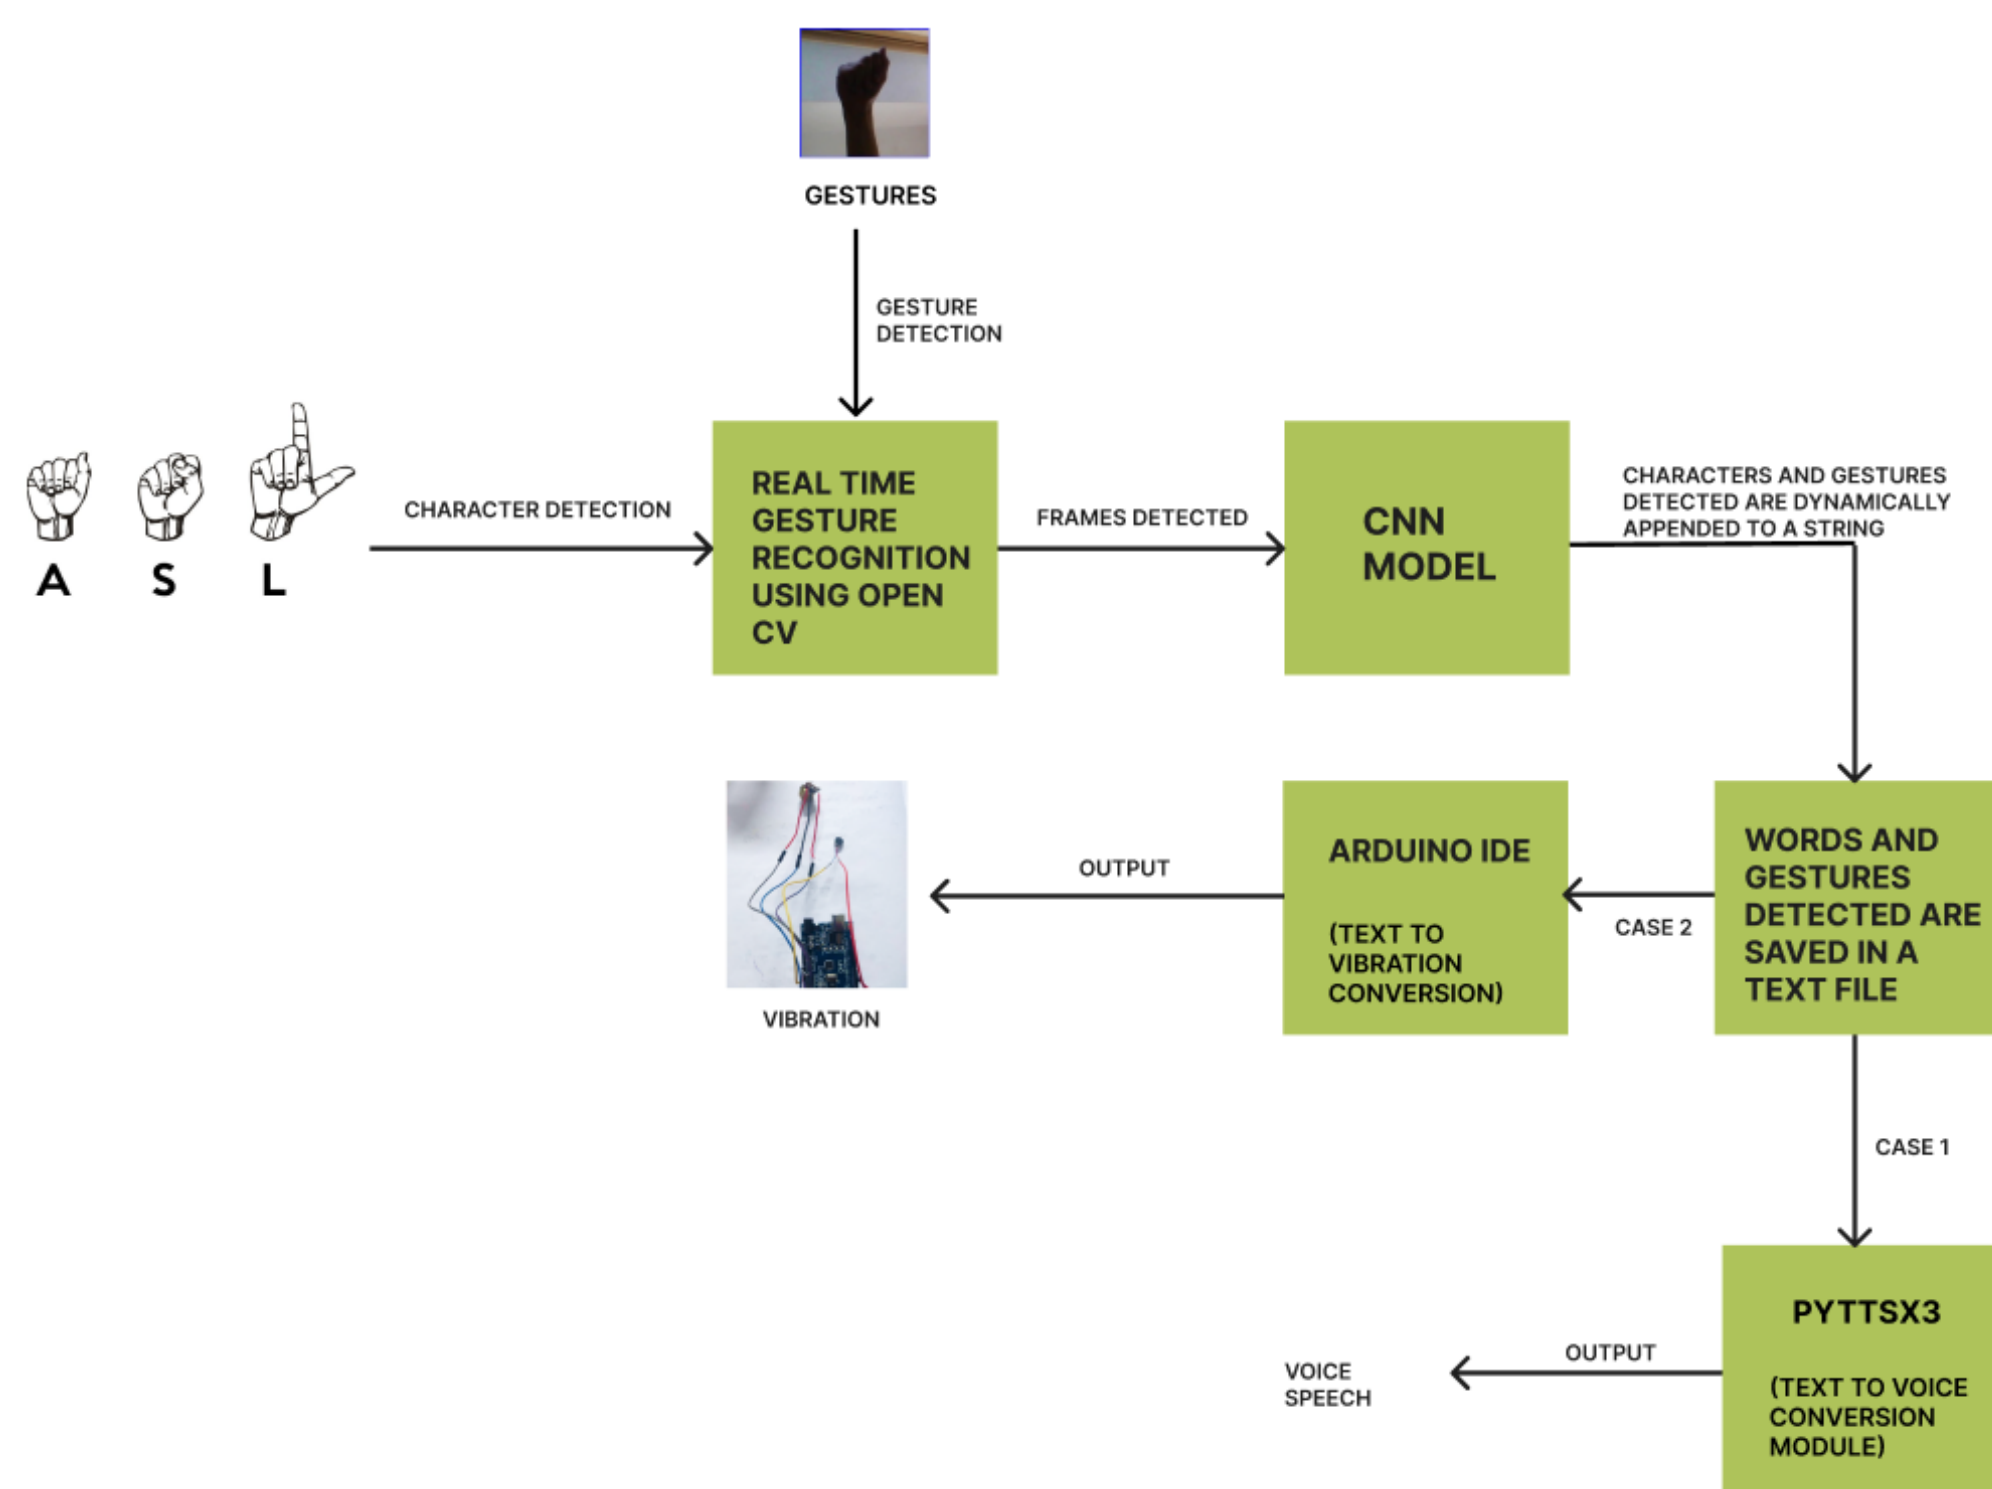 GESTURES
GESTURE
DETECTION
A S L
CHARACTER DETECTION
REAL TIME
GESTURE
RECOGNITION
USING OPEN
CV
FRAMES DETECTED
CNN
MODEL
CHARACTERS AND GESTURES
DETECTED ARE DYNAMICALLY
APPENDED TO A STRING
WORDS AND
GESTURES
DETECTED ARE
SAVED IN A
TEXT FILE
CASE 2
ARDUINO IDE
(TEXT TO
VIBRATION
CONVERSION)
OUTPUT
VIBRATION
CASE 1
PYTTSX3
(TEXT TO VOICE
CONVERSION
MODULE)
OUTPUT
VOICE
SPEECH